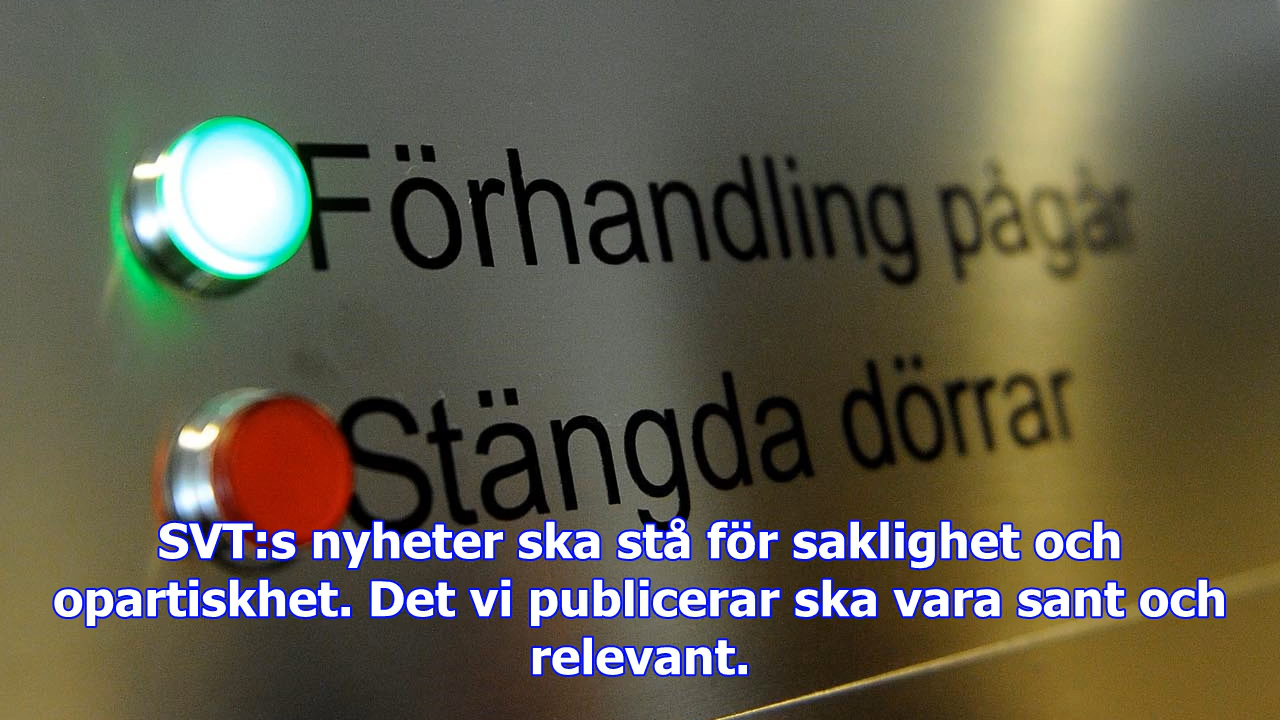 Förhandling pågår
Stängda dörrar
SVT:s nyheter ska stå för saklighet och
opartiskhet. Det vi publicerar ska vara sant och
relevant.